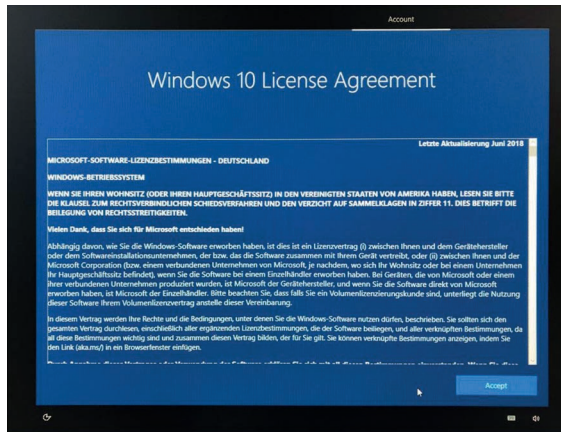 Account
Windows 10 License Agreement
Letzte Aktualisierung Juni 2018
MICROSOFT-SOFTWARE-LIZENZBESTIMMUNGEN - DEUTSCHLAND
WINDOWS-BETRIEBSSYSTEM
WENN SIE IHREN WOHNSITZ (ODER IHREN HAUPTGESCHÄFTSSITZ) IN DEN VEREINIGTEN STAATEN VON AMERIKA HABEN, LESEN SIE BITTE
DIE KLAUSEL ZUM RECHTSVERBINDLICHEN SCHIEDSVERFAHREN UND DEN VERZICHT AUF SAMMELKLAGEN IN ZIFFER 11. DIES BETRIFFT DIE
BEILEGUNG VON RECHTSSTREITIGKEITEN.
Vielen Dank, dass Sie sich für Microsoft entschieden haben!
Abhängig davon, wie Sie die Windows-Software erworben haben, ist dies ist ein Lizenzvertrag (i) zwischen Ihnen und dem Gerätehersteller
oder dem Softwareinstallationsunternehmen, der bzw. das die Software zusammen mit Ihrem Gerät vertreibt, oder (ii) zwischen Ihnen und der
Microsoft Corporation (bzw. einem verbundenen Unternehmen von Microsoft, je nachdem, wo sich Ihr Wohnsitz oder bei einem Unternehmen
Ihr Hauptgeschäftssitz befindet), wenn Sie die Software bei einem Einzelhändler erworben haben. Bei Geräten, die von Microsoft oder einem
ihrer verbundenen Unternehmen produziert wurden, ist Microsoft der Gerätehersteller, und wenn Sie die Software direkt von Microsoft
erworben haben, ist Microsoft der Einzelhändler. Bitte beachten Sie, dass falls Sie ein Volumenlizenzierungskunde sind, unterliegt die Nutzung
dieser Software Ihrem Volumenlizenzvertrag anstelle dieser Vereinbarung.
In diesem Vertrag werden Ihre Rechte und die Bedingungen, unter denen Sie die Windows-Software nutzen dürfen, beschrieben. Sie sollten sich den
gesamten Vertrag durchlesen, einschließlich aller ergänzenden Lizenzbestimmungen, die der Software beiliegen, und aller verknüpften Bestimmungen, da
all diese Bestimmungen wichtig sind und zusammen diesen Vertrag bilden, der für Sie gilt. Sie können verknüpfte Bestimmungen anzeigen, indem Sie
den Link (aka.ms/) in ein Browserfenster einfügen.
Accept